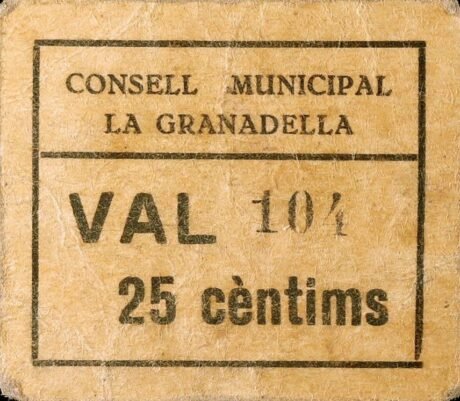 CONSELL MUNICIPAL
LA GRANADELLA
VAL 104
25 cèntims